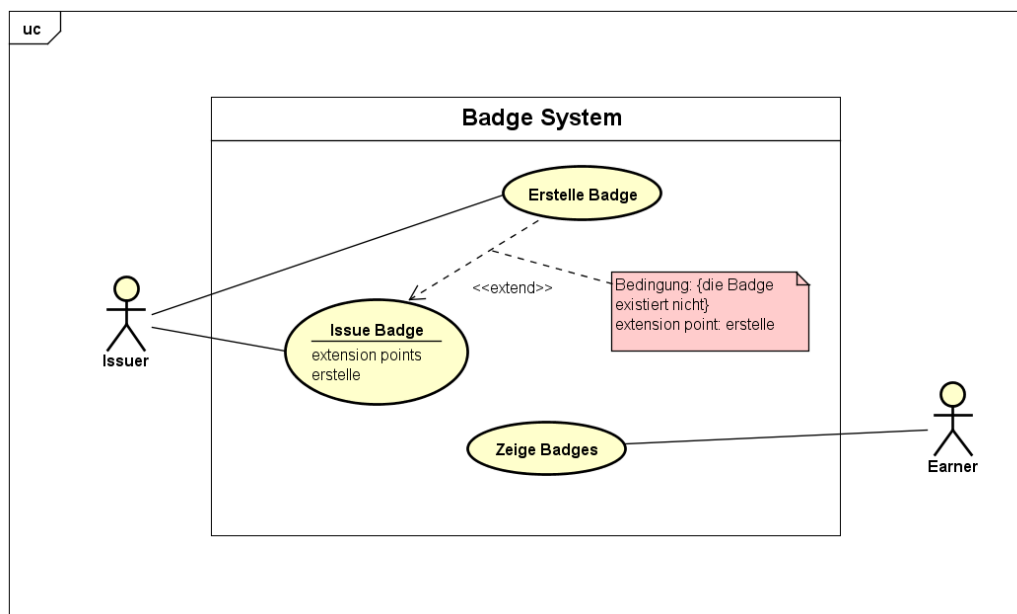 uc
Badge System
Erstelle Badge
<<extend>>
Bedingung: {die Badge
existiert nicht}
extension point: erstelle
Issue Badge
extension points
erstelle
Issuer
Zeige Badges
Earner